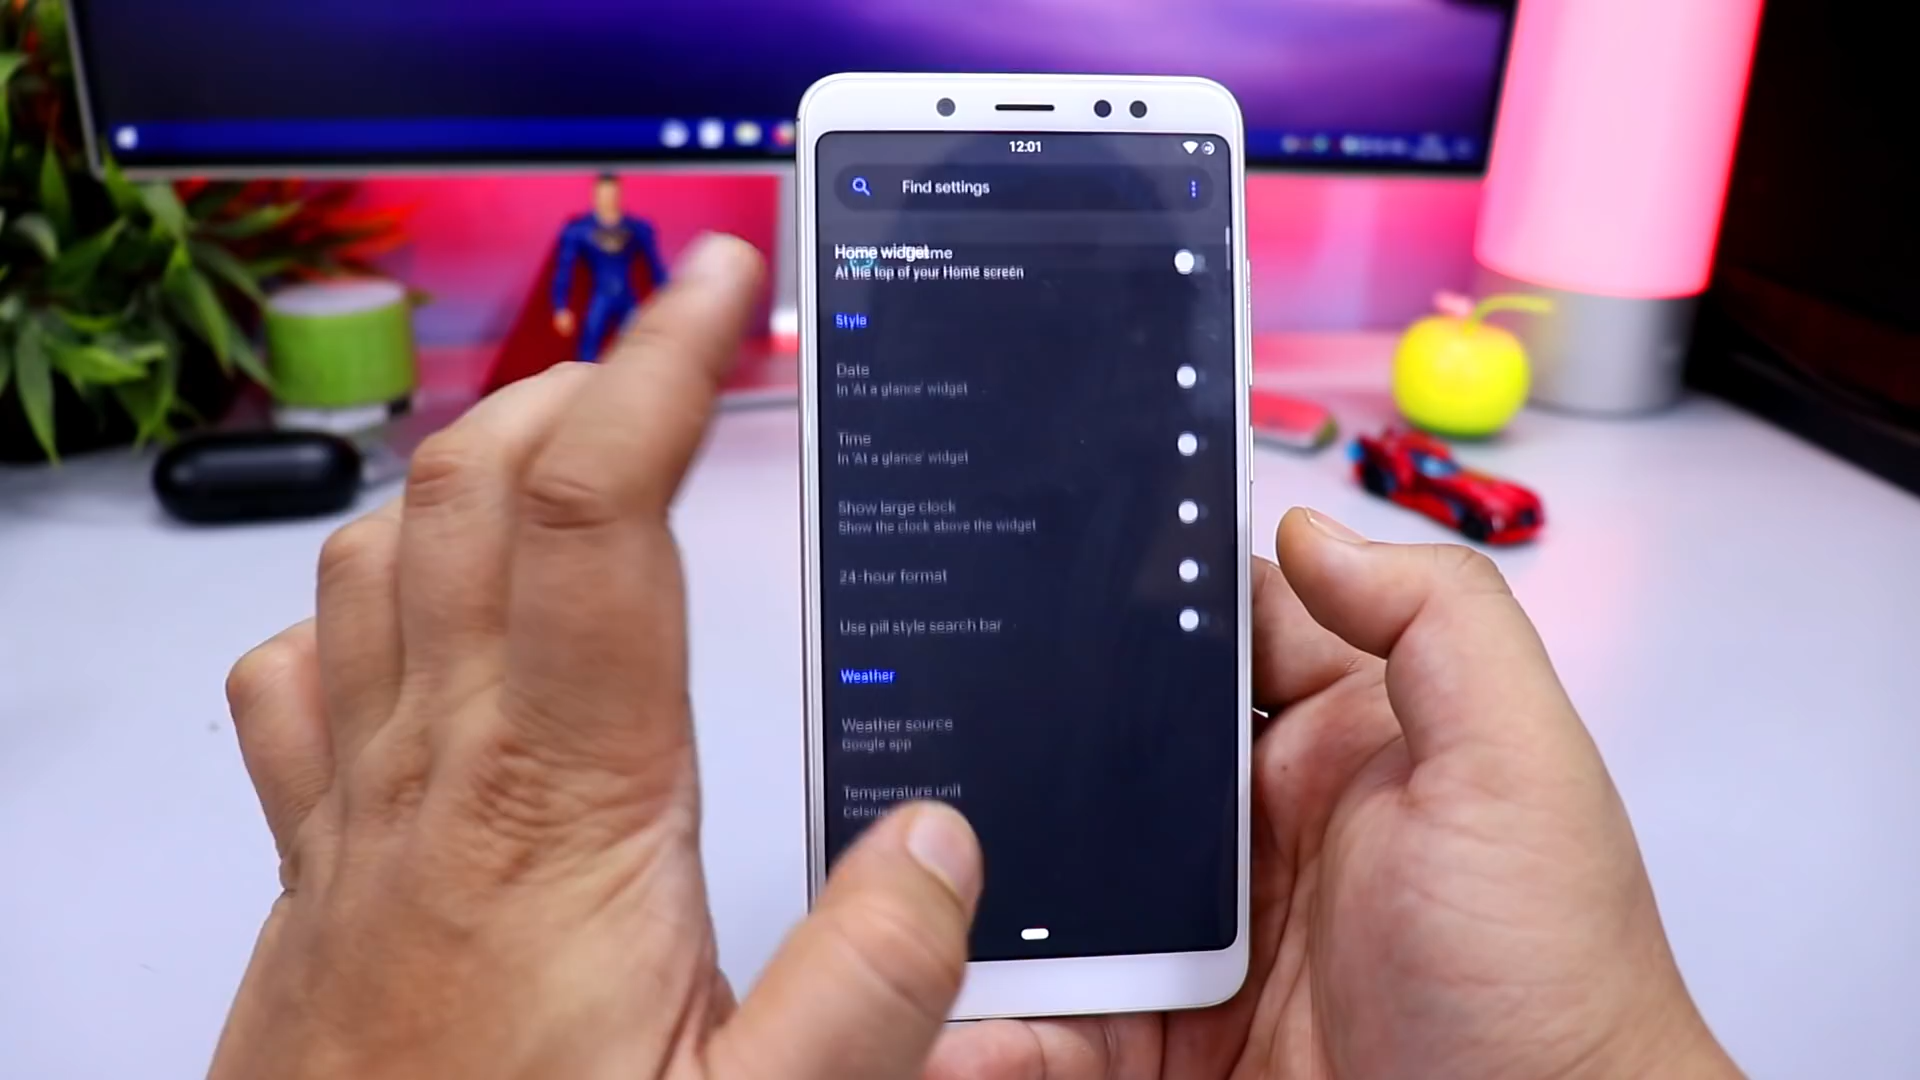 12:01
Find settings
Home widget
At the top of your Home screen
Style
Date
In 'At a glance' widget
Time
In 'At a glance' widget
Show large clock
Show the clock above the widget
24-hour format
Use pill style search bar
Weather
Weather source
Google app
Temperature unit